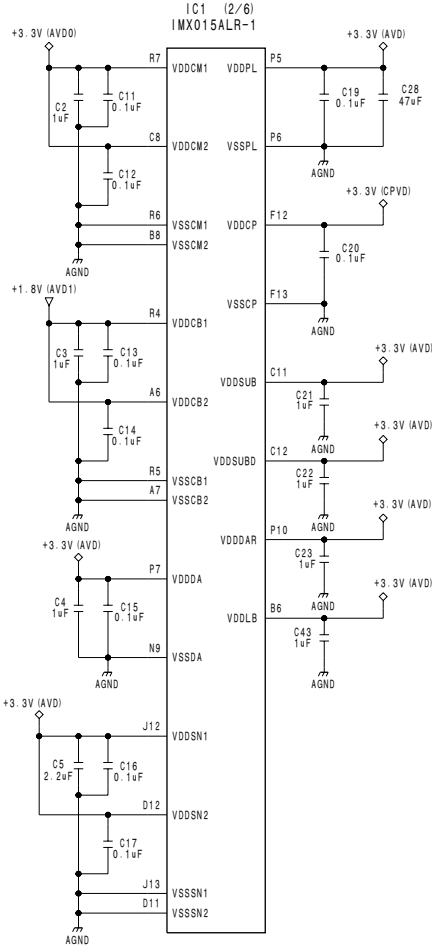 IC1 (2/6)
IMX015ALR-1
+3.3V(AVDO)
R7 VDDCM1
C2
1uF
C11
0.1uF
C8 VDDCM2
C12
0.1uF
R6 VSSCM1
B8 VSSCM2
AGND
+1.8V(AVD1)
R4 VDDCB1
C3
1uF
C13
0.1uF
A6 VDDCB2
C14
0.1uF
R5 VSSCB1
A7 VSSCB2
AGND
+3.3V(AVD)
P7 VDDDA
C4
1uF
C15
0.1uF
N9 VSSDA
AGND
+3.3V(AVD)
J12 VDDSN1
C5
2.2uF
C16
0.1uF
D12 VDDSN2
C17
0.1uF
J13 VSSSN1
D11 VSSSN2
AGND
+3.3V(AVD)
VDDPL P5
C19
0.1uF
C28
47uF
VSSPL P6
AGND
+3.3V(CPVD)
VDDCP F12
C20
0.1uF
VSSCP F13
AGND
+3.3V(AVD)
VDDSUB C11
C21
1uF
AGND
+3.3V(AVD)
VDDSUBD C12
C22
1uF
AGND
+3.3V(AVD)
VDDDAR P10
C23
1uF
AGND
+3.3V(AVD)
VDDLB B6
C43
1uF
AGND